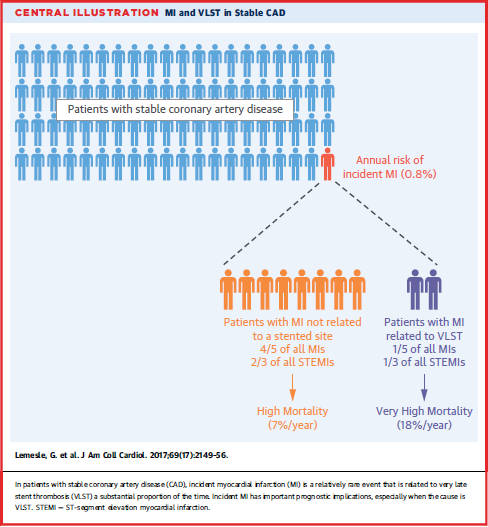 CENTRAL ILLUSTRATION MI and VLST in Stable CAD
Patients with stable coronary artery disease
Annual risk of
incident MI (0.8%)
Patients with MI not related
to a stented site
4/5 of all MIs
2/3 of all STEMIs
High Mortality
(7%/year)
Patients with MI
related to VLST
1/5 of all MIs
1/3 of all STEMIs
Very High Mortality
(18%/year)
Lemesle, G. et al. J Am Coll Cardiol. 2017;69(17):2149-56.
In patients with stable coronary artery disease (CAD), incident myocardial infarction (MI) is a relatively rare event that is related to very late
stent thrombosis (VLST) a substantial proportion of the time. Incident MI has important prognostic implications, especially when the cause is
VLST. STEMI = ST-segment elevation myocardial infarction.